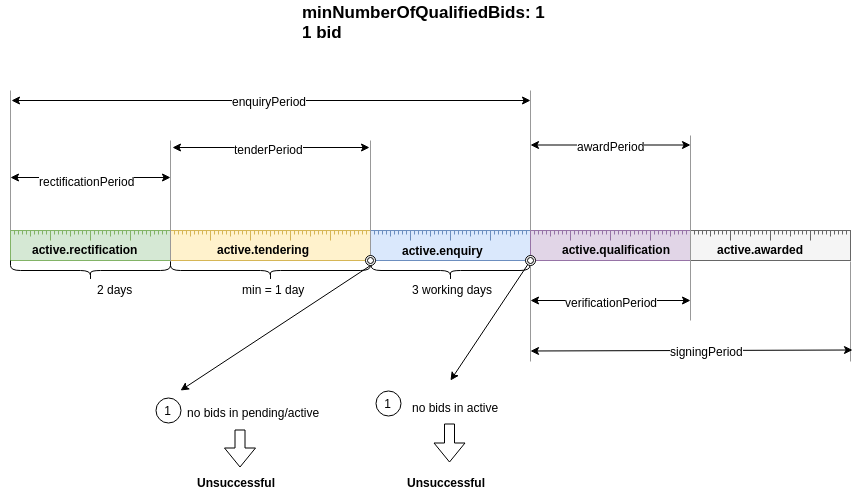 minNumberOfQualifiedBids: 1
1 bid
enquiryPeriod
tenderPeriod
awardPeriod
rectificationPeriod
active.rectification
active.tendering
active.enquiry
active.qualification
active.awarded
2 days
min = 1 day
3 working days
verificationPeriod
signingPeriod
1
no bids in pending/active
1
no bids in active
Unsuccessful
Unsuccessful